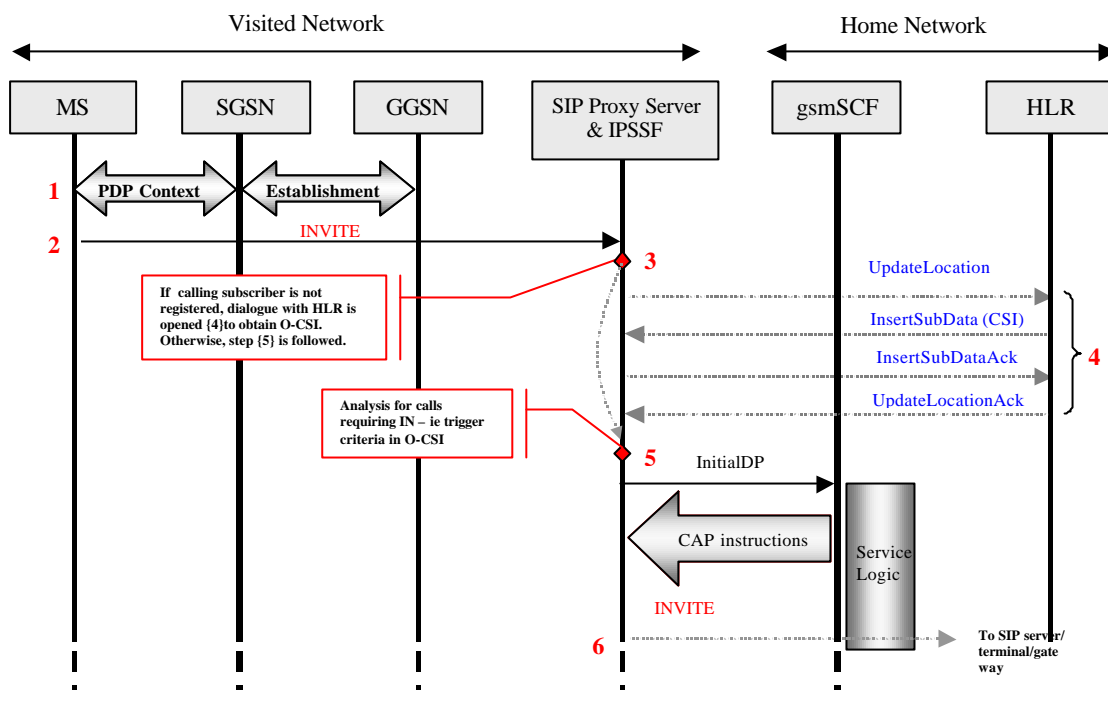 Visited Network
Home Network
MS
SGSN
GGSN
SIP Proxy Server
& IPSSF
gsmSCF
HLR
1
PDP Context
Establishment
2
INVITE
3
If calling subscriber is not
registered, dialogue with HLR is
opened {4}to obtain O-CSI.
Otherwise, step {5} is followed.
UpdateLocation
InsertSubData (CSI)
InsertSubDataAck
UpdateLocationAck
4
Analysis for calls
requiring IN – ie trigger
criteria in O-CSI
5
InitialDP
CAP instructions
Service
Logic
INVITE
6
To SIP server/
terminal/gate
way